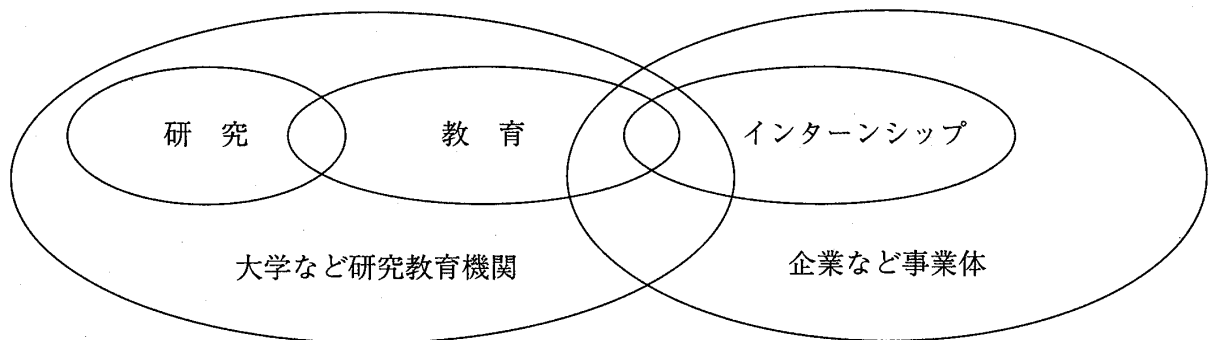 研　究
教　育
インターンシップ
大学など研究教育機関
企業など事業体